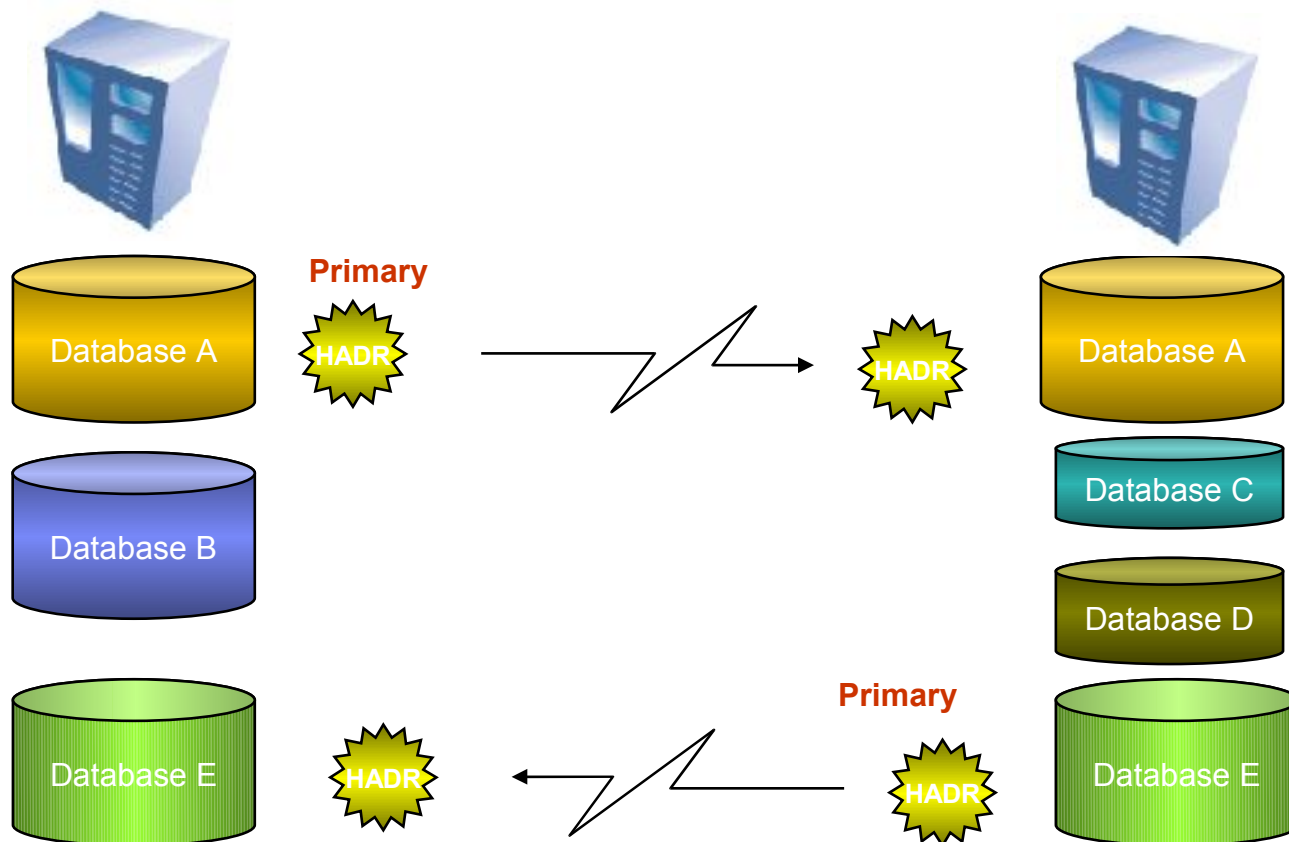 Primary
Database A
HADR
HADR
Database A
Database B
Database C
Database D
Primary
Database E
HADR
HADR
Database E